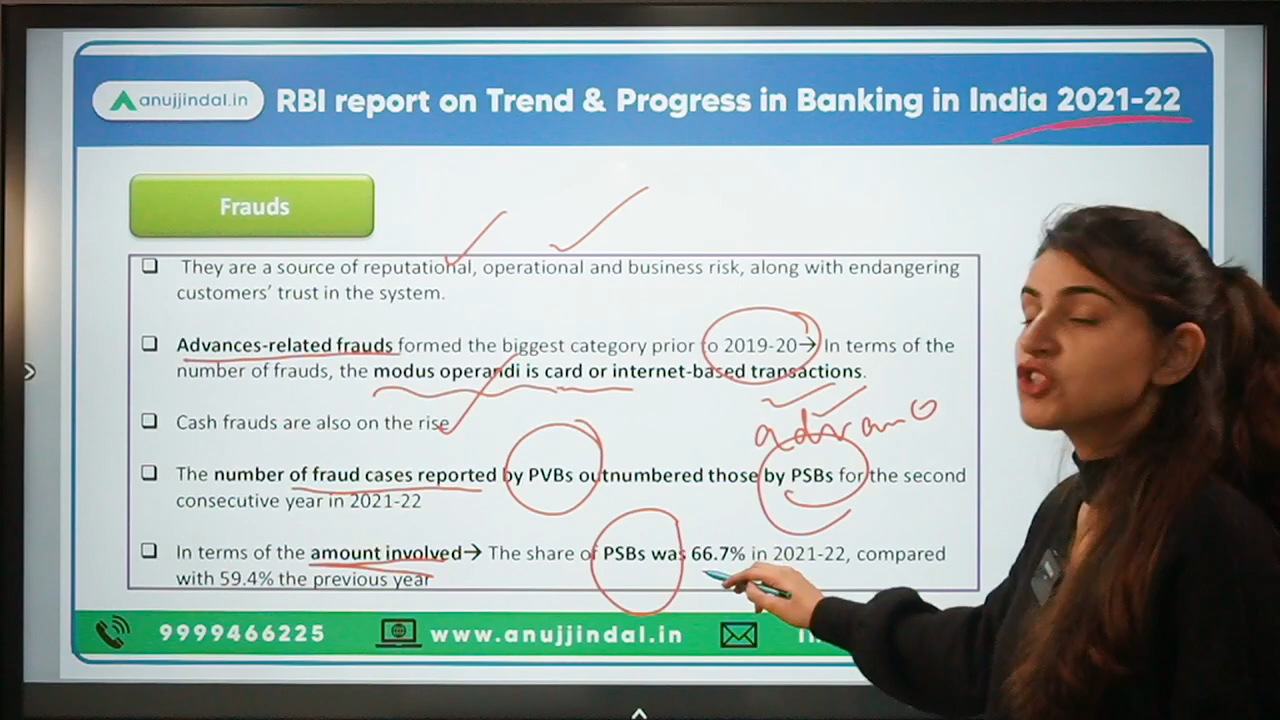 anujjindal.in
RBI report on Trend & Progress in Banking in India 2021-22
Frauds
They are a source of reputational, operational and business risk, along with endangering
customers' trust in the system.
Advances-related frauds formed the biggest category prior to 2019-20→ In terms of the
number of frauds, the modus operandi is card or internet-based transactions.
Cash frauds are also on the rise
advance
The number of fraud cases reported by PVBs outnumbered those by PSBs for the second
consecutive year in 2021-22
In terms of the amount involved→ The share of PSBs was 66.7% in 2021-22, compared
with 59.4% the previous year
9999466225
www.anujjindal.in